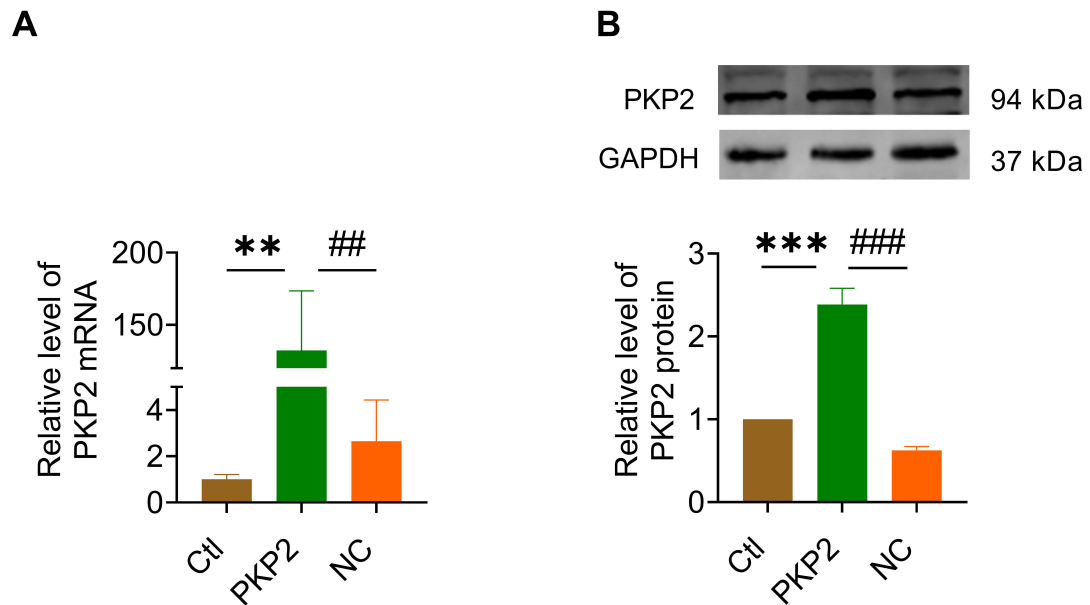 A
B
PKP2
94 kDa
GAPDH
37 kDa
Relative level of
PKP2 mRNA
200
150
4
2
0
**
##
Ctl
PKP2
NC
Relative level of
PKP2 protein
3
2
1
0
***
###
Ctl
PKP2
NC